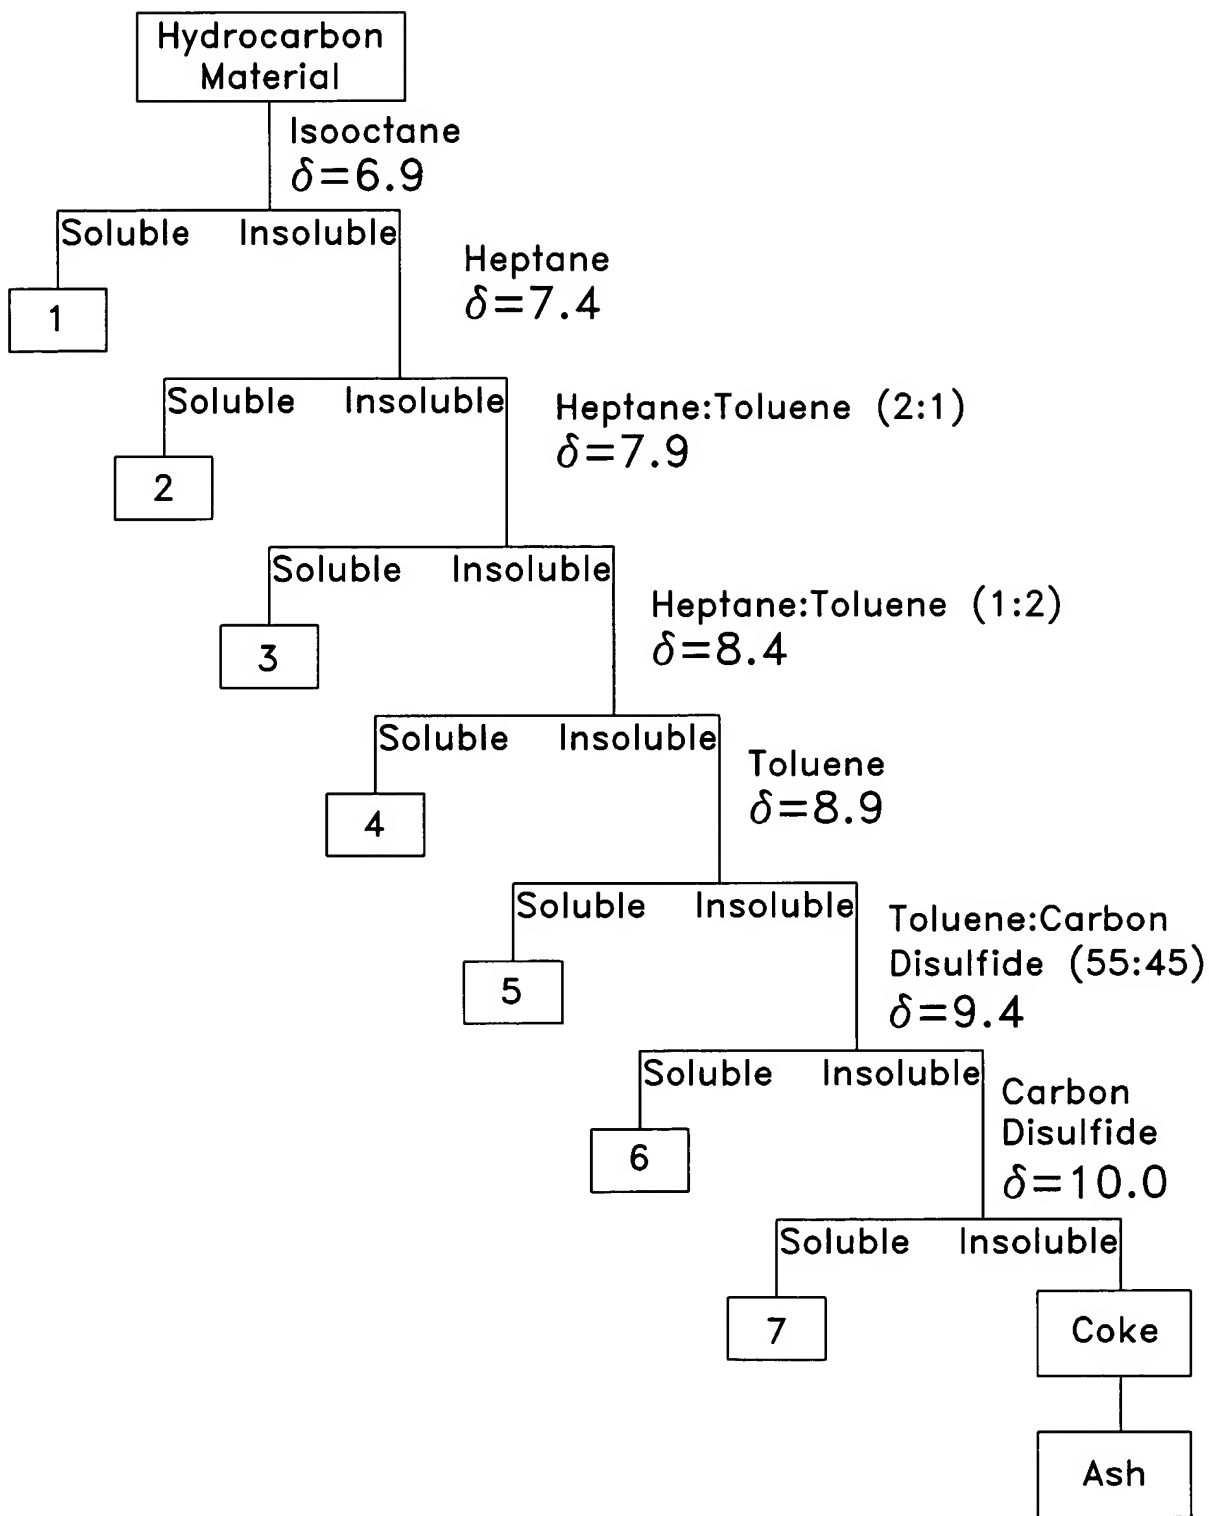 Hydrocarbon
Material
Isooctane
δ=6.9
Soluble Insoluble
1
Heptane
δ=7.4
Soluble Insoluble
2
Heptane:Toluene (2:1)
δ=7.9
Soluble Insoluble
3
Heptane:Toluene (1:2)
δ=8.4
Soluble Insoluble
4
Toluene
δ=8.9
Soluble Insoluble
5
Toluene:Carbon
Disulfide (55:45)
δ=9.4
Soluble Insoluble
6
Carbon
Disulfide
δ=10.0
Soluble Insoluble
7
Coke
Ash